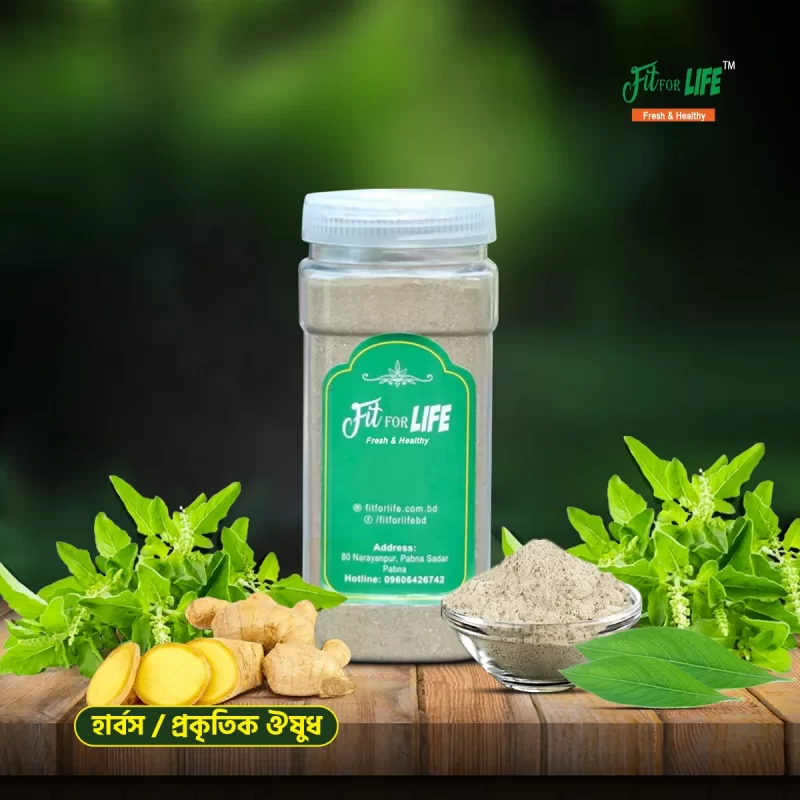 Fit FOR LIFE™
Fresh & Healthy
Fit FOR LIFE
Fresh & Healthy
fitforlife.com.bd
/fitforlifebd
Address:
80 Narayanpur, Pabna Sadar
Pabna
Hotline: 09606426742
হার্বস / প্রকৃতিক ঔষুধ